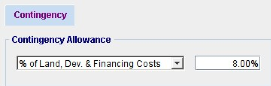 Contingency
Contingency Allowance
% of Land, Dev. & Financing Costs 8.00%